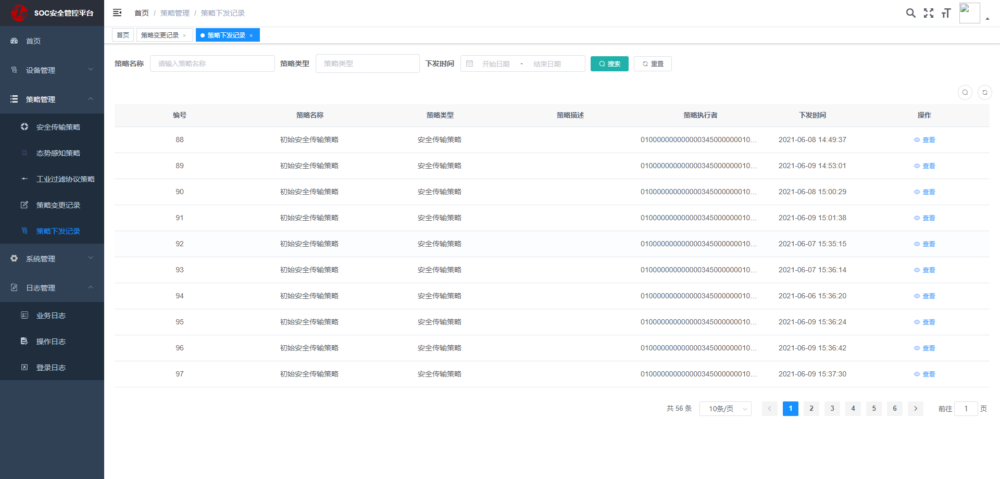 SOC安全管控平台
首页 / 策略管理 / 策略下发记录
首页
策略变更记录 ×
策略下发记录 ×
首页
设备管理
策略管理
安全传输策略
态势感知策略
工业过滤协议策略
策略变更记录
策略下发记录
系统管理
日志管理
业务日志
操作日志
登录日志
策略名称 请输入策略名称 策略类型 策略类型 下发时间 开始日期 - 结束日期 搜索 重置
编号 策略名称 策略类型 策略描述 策略执行者 下发时间 操作
88 初始安全传输策略 安全传输策略 01000000000000034500000001​0... 2021-06-08 14:49:37 查看
89 初始安全传输策略 安全传输策略 010000000000000345000000010... 2021-06-09 14:53:01 查看
90 初始安全传输策略 安全传输策略 010000000000000345000000010... 2021-06-08 15:00:29 查看
91 初始安全传输策略 安全传输策略 010000000000000345000000010... 2021-06-09 15:01:38 查看
92 初始安全传输策略 安全传输策略 010000000000000345000000010... 2021-06-07 15:35:15 查看
93 初始安全传输策略 安全传输策略 010000000000000345000000010... 2021-06-07 15:36:14 查看
94 初始安全传输策略 安全传输策略 010000000000000345000000010... 2021-06-06 15:36:20 查看
95 初始安全传输策略 安全传输策略 010000000000000345000000010... 2021-06-09 15:36:24 查看
96 初始安全传输策略 安全传输策略 010000000000000345000000010... 2021-06-09 15:36:42 查看
97 初始安全传输策略 安全传输策略 010000000000000345000000010... 2021-06-09 15:37:30 查看
共 56 条 10条/页 1 2 3 4 5 6 前往 1 页